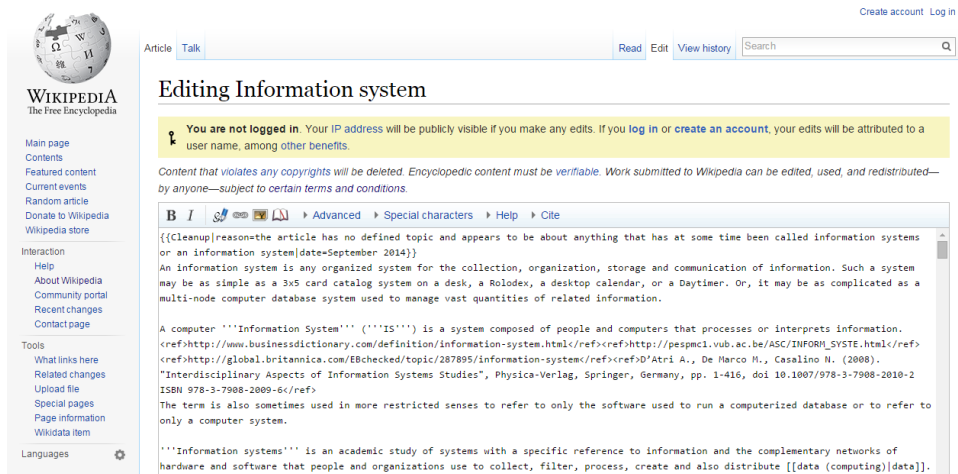 Create account Log in
WIKIPEDIA
The Free Encyclopedia
Article Talk
Read Edit View history Search
Editing Information system
You are not logged in. Your IP address will be publicly visible if you make any edits. If you log in or create an account, your edits will be attributed to a
user name, among other benefits.
Content that violates any copyrights will be deleted. Encyclopedic content must be verifiable. Work submitted to Wikipedia can be edited, used, and redistributed—
by anyone—subject to certain terms and conditions.
Main page
Contents
Featured content
Current events
Random article
Donate to Wikipedia
Wikipedia store
Interaction
Help
About Wikipedia
Community portal
Recent changes
Contact page
Tools
What links here
Related changes
Upload file
Special pages
Page information
Wikidata item
Languages
B I Advanced Special characters Help Cite
{{Cleanup|reason=the article has no defined topic and appears to be about anything that has at some time been called information systems
or an information system|date=September 2014}}
An information system is any organized system for the collection, organization, storage and communication of information. Such a system
may be as simple as a 3x5 card catalog system on a desk, a Rolodex, a desktop calendar, or a Daytimer. Or, it may be as complicated as a
multi-node computer database system used to manage vast quantities of related information.
A computer '''Information System''' ('''IS''') is a system composed of people and computers that processes or interprets information.
<ref>http://www.businessdictionary.com/definition/information-system.html</ref><ref>http://pespmc1.vub.ac.be/ASC/INFORM_SYSTE.html</ref>
<ref>http://global.britannica.com/EBchecked/topic/287895/information-system</ref><ref>D'Atri A., De Marco M., Casalino N. (2008).
"Interdisciplinary Aspects of Information Systems Studies", Physica-Verlag, Springer, Germany, pp. 1-416, doi 10.1007/978-3-7908-2010-2
ISBN 978-3-7908-2009-6</ref>
The term is also sometimes used in more restricted senses to refer to only the software used to run a computerized database or to refer to
only a computer system.
'''Information systems''' is an academic study of systems with a specific reference to information and the complementary networks of
hardware and software that people and organizations use to collect, filter, process, create and also distribute [[data (computing)|data]].